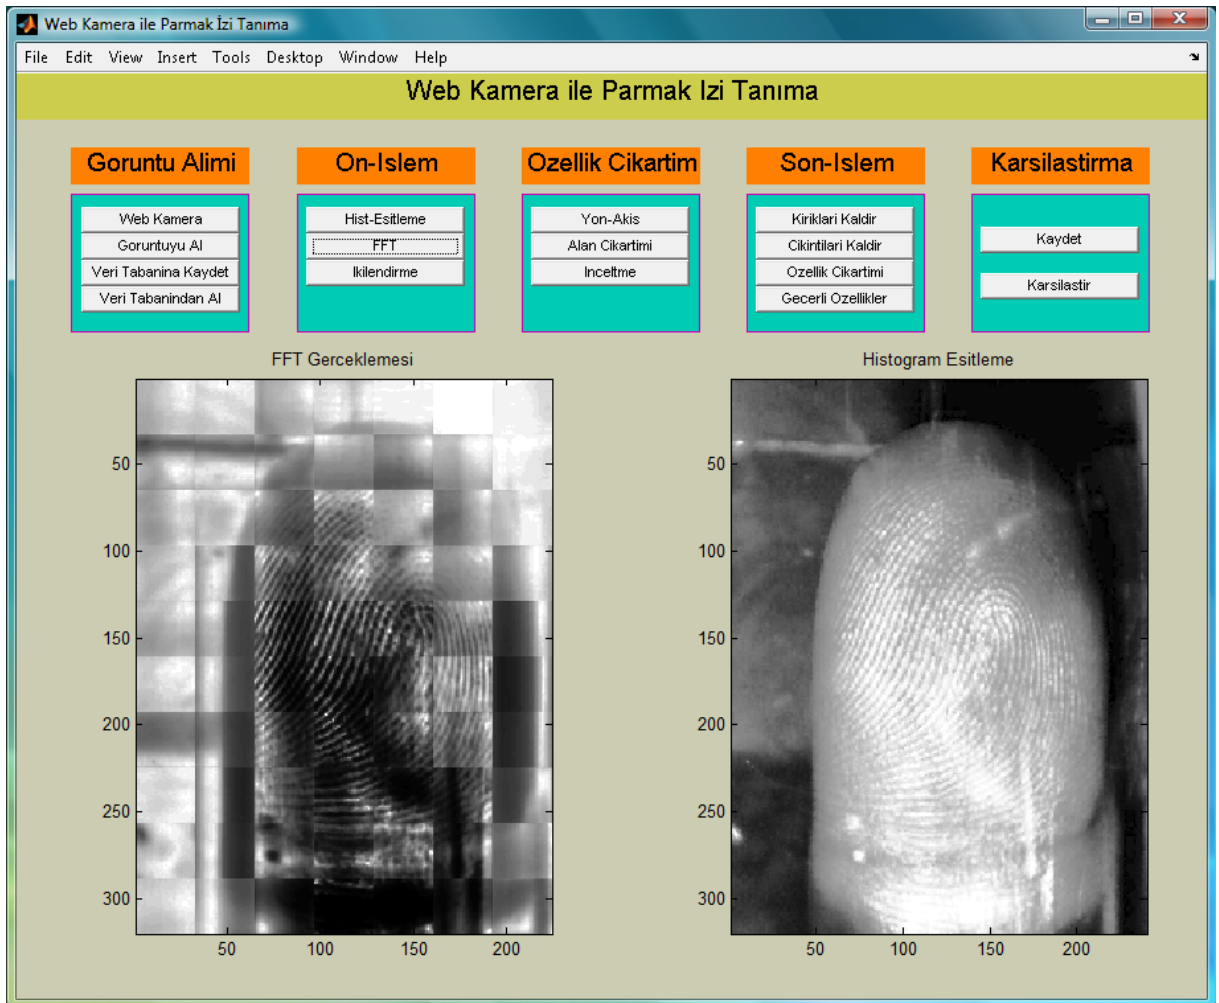 Web Kamera ile Parmak İzi Tanıma
File Edit View Insert Tools Desktop Window Help
Web Kamera ile Parmak Izi Tanıma
Goruntu Alimi
Web Kamera
Goruntuyu Al
Veri Tabanina Kaydet
Veri Tabanindan Al
On-Islem
Hist-Esitleme
FFT
Ikilendirme
Ozellik Cikartim
Yon-Akis
Alan Cikartimi
Inceltme
Son-Islem
Kiriklari Kaldir
Cikintilari Kaldir
Ozellik Cikartimi
Gecerli Ozellikler
Karsilastirma
Kaydet
Karsilastir
FFT Gerceklemesi
50
100
150
200
250
300
50 100 150 200
Histogram Esitleme
50
100
150
200
250
300
50 100 150 200